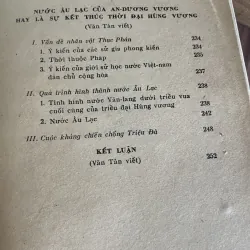 NƯỚC ÂU LẠC CỦA AN-DƯƠNG VƯƠNG
HAY LÀ SỰ KẾT THÚC THỜI ĐẠI HÙNG VƯƠNG
(Văn Tân viết)
I. Vấn đề nhân vật Thục Phán 234
1. Ý kiến của các sử gia phong kiến 234
2. Thời thuộc Pháp 235
3. Ý kiến của giới sử học nước Việt-nam
dân chủ cộng hòa 237
II. Quá trình hình thành nước Âu Lạc 238
1. Tình hình nước Văn-lang dưới triều vua
cuối cùng của triều đại Hùng vương 238
2. Nước Âu Lạc 242
III. Cuộc kháng chiến chống Triệu Đà 248
KẾT LUẬN 252
(Văn Tân viết)